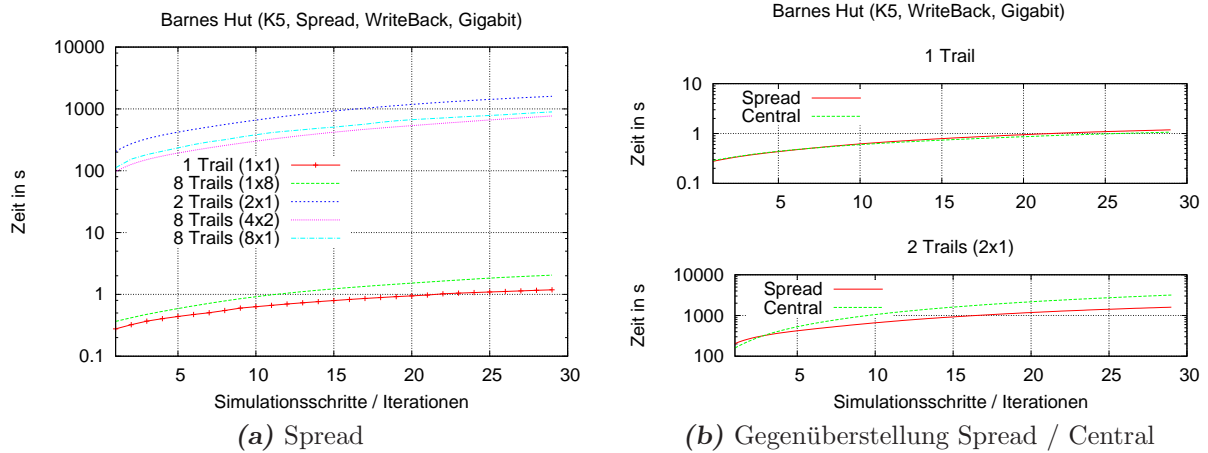 Barnes Hut (K5, Spread, WriteBack, Gigabit)
10000
1000
100
10
1
0.1
Zeit in s
1 Trail (1x1)
8 Trails (1x8)
2 Trails (2x1)
8 Trails (4x2)
8 Trails (8x1)
5
10
15
20
25
30
Simulationsschritte / Iterationen
(a) Spread
Barnes Hut (K5, WriteBack, Gigabit)
1 Trail
10
1
0.1
Zeit in s
Spread
Central
5
10
15
20
25
30
2 Trails (2x1)
10000
1000
100
Zeit in s
Spread
Central
5
10
15
20
25
30
Simulationsschritte / Iterationen
(b) Gegenüberstellung Spread / Central